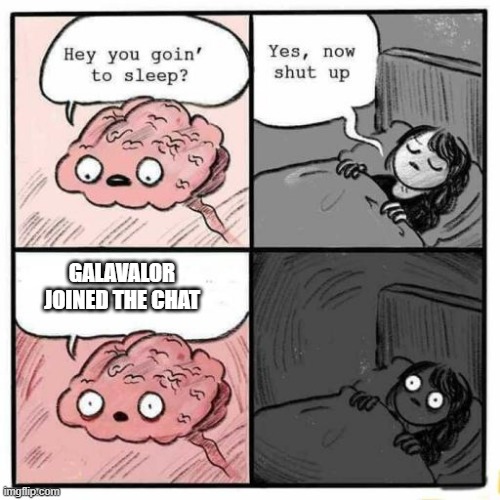 Hey you goin'
to sleep?
Yes, now
shut up
GALAVALOR
JOINED THE CHAT
imgflip.com